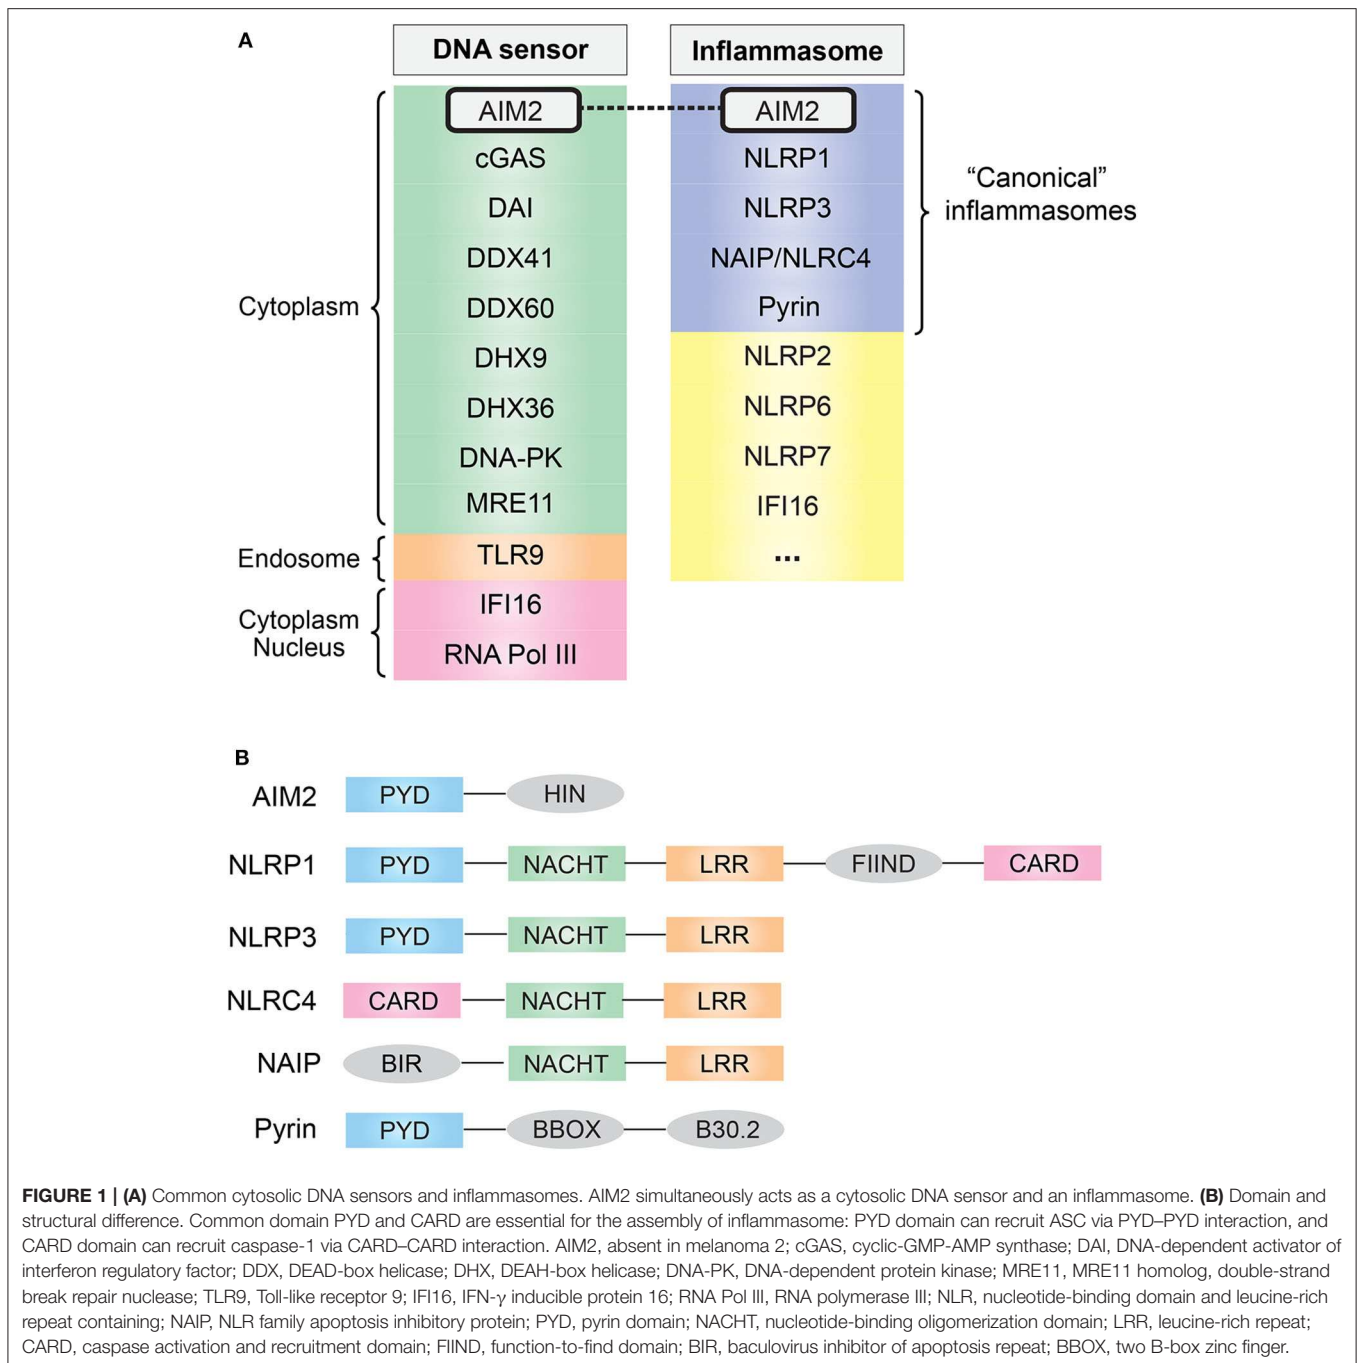 A
DNA sensor
Inflammasome
AIM2
AIM2
cGAS
NLRP1
DAI
NLRP3
DDX41
NAIP/NLRC4
DDX60
Pyrin
DHX9
NLRP2
DHX36
NLRP6
DNA-PK
NLRP7
MRE11
IFI16
TLR9
...
IFI16
RNA Pol III
Cytoplasm
Endosome
Cytoplasm
Nucleus
“Canonical”
inflammasomes
B
AIM2 PYD HIN
NLRP1 PYD NACHT LRR FIIND CARD
NLRP3 PYD NACHT LRR
NLRC4 CARD NACHT LRR
NAIP BIR NACHT LRR
Pyrin PYD BBOX B30.2
FIGURE 1 | (A) Common cytosolic DNA sensors and inflammasomes. AIM2 simultaneously acts as a cytosolic DNA sensor and an inflammasome. (B) Domain and
structural difference. Common domain PYD and CARD are essential for the assembly of inflammasome: PYD domain can recruit ASC via PYD–PYD interaction, and
CARD domain can recruit caspase-1 via CARD–CARD interaction. AIM2, absent in melanoma 2; cGAS, cyclic-GMP-AMP synthase; DAI, DNA-dependent activator of
interferon regulatory factor; DDX, DEAD-box helicase; DHX, DEAH-box helicase; DNA-PK, DNA-dependent protein kinase; MRE11, MRE11 homolog, double-strand
break repair nuclease; TLR9, Toll-like receptor 9; IFI16, IFN-γ inducible protein 16; RNA Pol III, RNA polymerase III; NLR, nucleotide-binding domain and leucine-rich
repeat containing; NAIP, NLR family apoptosis inhibitory protein; PYD, pyrin domain; NACHT, nucleotide-binding oligomerization domain; LRR, leucine-rich repeat;
CARD, caspase activation and recruitment domain; FIIND, function-to-find domain; BIR, baculovirus inhibitor of apoptosis repeat; BBOX, two B-box zinc finger.